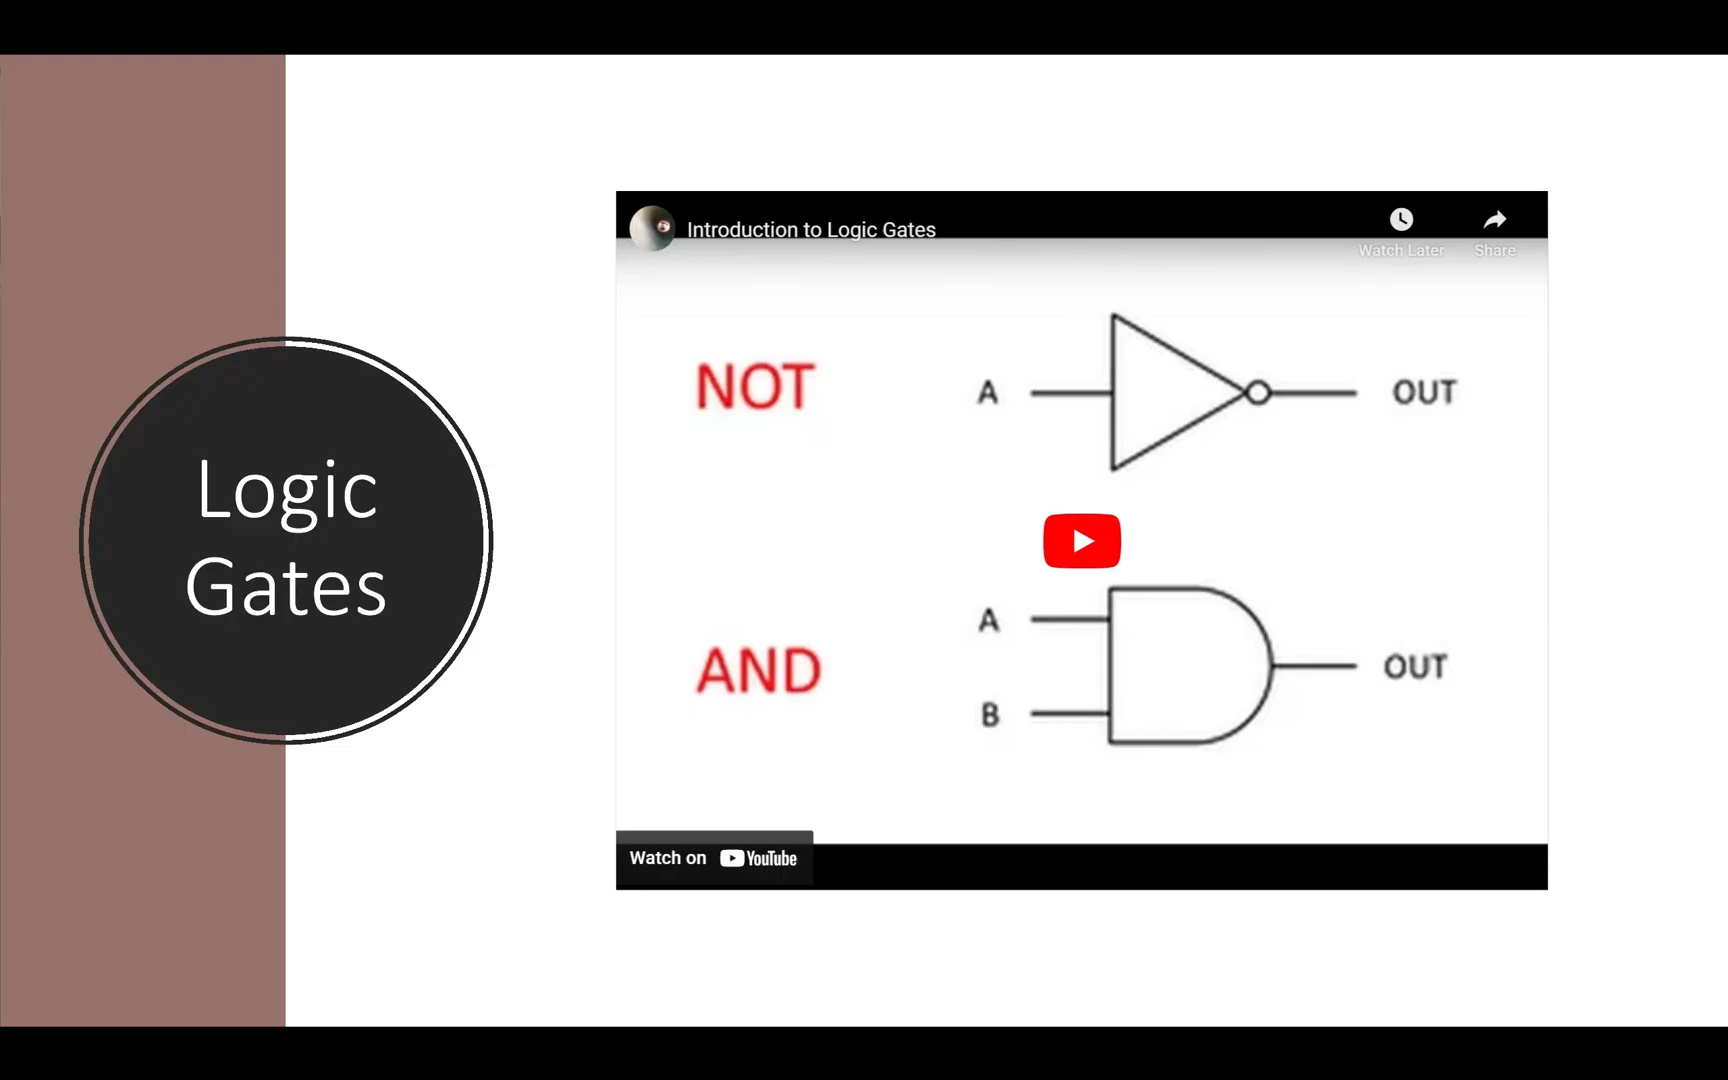 Logic
Gates
Introduction to Logic Gates
Watch Later
Share
NOT
A
OUT
AND
A
B
OUT
Watch on YouTube